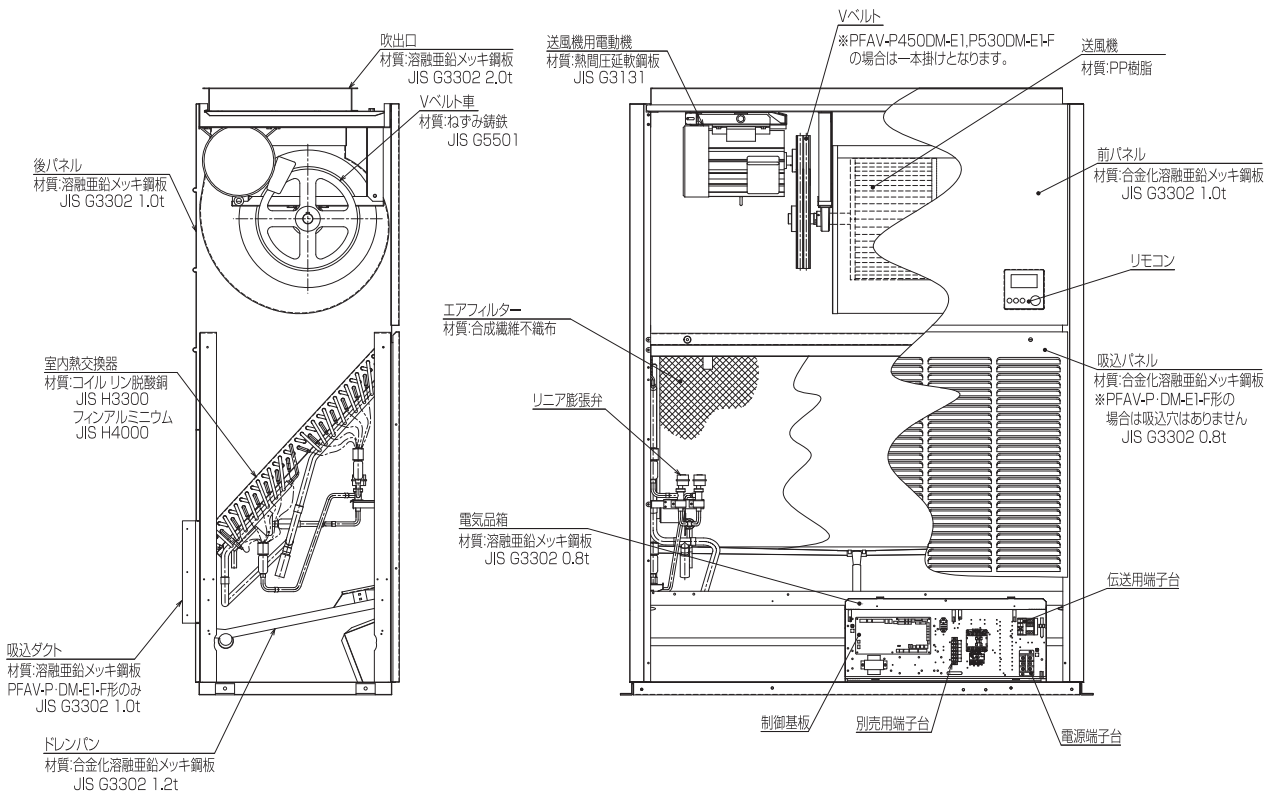 吹出口
材質:溶融亜鉛メッキ鋼板
JIS G3302 2.0t
Vベルト車
材質:ねずみ鋳鉄
JIS G5501
後パネル
材質:溶融亜鉛メッキ鋼板
JIS G3302 1.0t
室内熱交換器
材質:コイル リン脱酸銅
JIS H3300
フィンアルミニウム
JIS H4000
吸込ダクト
材質:溶融亜鉛メッキ鋼板
PFAV-P·DM-E1-F形のみ
JIS G3302 1.0t
ドレンパン
材質:合金化溶融亜鉛メッキ鋼板
JIS G3302 1.2t
送風機用電動機
材質:熱間圧延軟鋼板
JIS G3131
Vベルト
※PFAV-P450DM-E1,P530DM-E1-F
の場合は一本掛けとなります。
送風機
材質:PP樹脂
前パネル
材質:合金化溶融亜鉛メッキ鋼板
JIS G3302 1.0t
リモコン
エアフィルター
材質:合成繊維不織布
吸込パネル
材質:合金化溶融亜鉛メッキ鋼板
※PFAV-P·DM-E1-F形の
場合は吸込穴はありません
JIS G3302 0.8t
リニア膨張弁
電気品箱
材質:溶融亜鉛メッキ鋼板
JIS G3302 0.8t
伝送用端子台
制御基板
別売用端子台
電源端子台